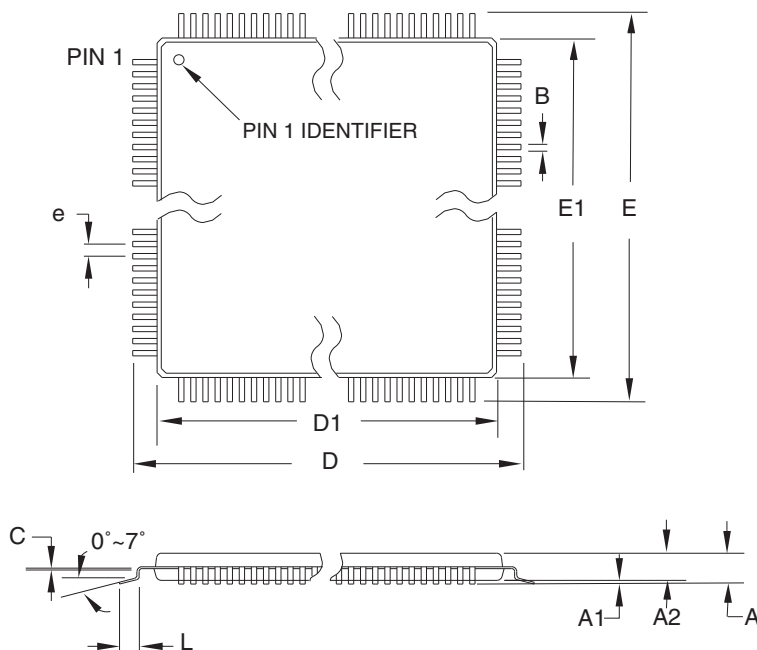 PIN 1
PIN 1 IDENTIFIER
B
e
E1
E
D1
D
C
0°~7°
L
A1
A2
A